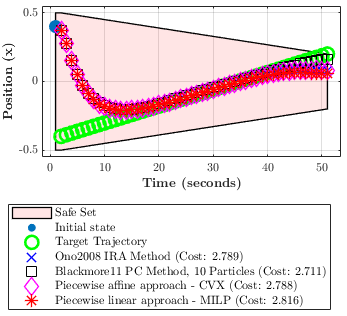 0.5
0
-0.5
Position (x)
0
10
20
30
40
50
Time (seconds)
Safe Set
Initial state
Target Trajectory
Ono2008 IRA Method (Cost: 2.789)
Blackmore11 PC Method, 10 Particles (Cost: 2.711)
Piecewise affine approach - CVX (Cost: 2.788)
Piecewise linear approach - MILP (Cost: 2.816)